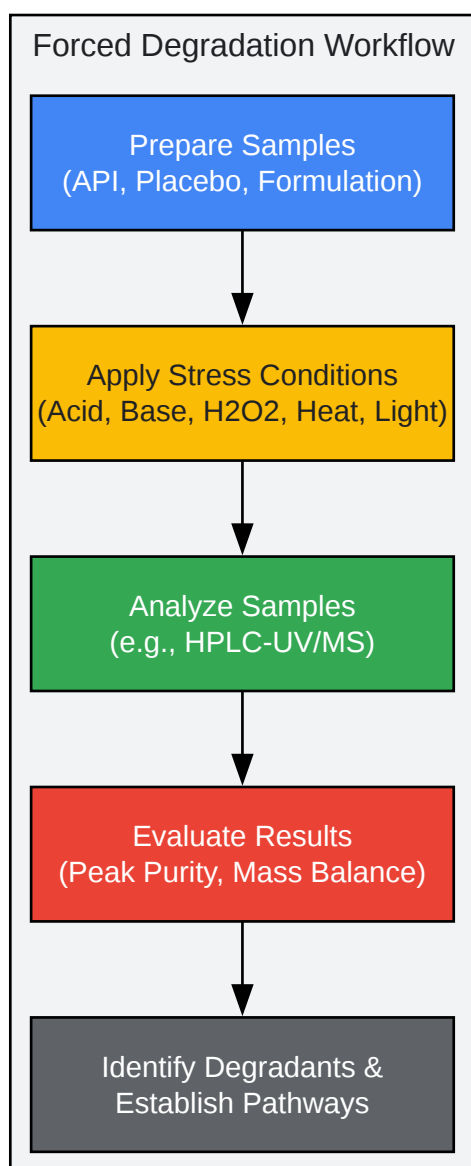 Forced Degradation Workflow
Prepare Samples
(API, Placebo, Formulation)
Apply Stress Conditions
(Acid, Base, H2O2, Heat, Light)
Analyze Samples
(e.g., HPLC-UV/MS)
Evaluate Results
(Peak Purity, Mass Balance)
Identify Degradants &
Establish Pathways